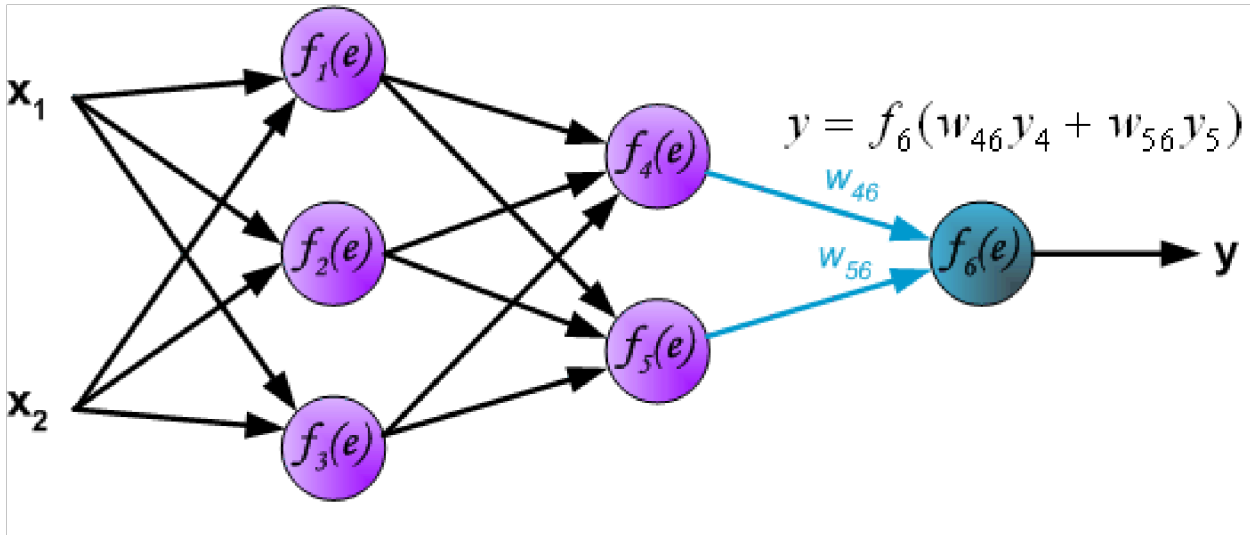 x₁
x₂
f₁(e)
f₂(e)
f₃(e)
f₄(e)
f₅(e)
y = f₆(w₄₆y₄ + w₅₆y₅)
w₄₆
w₅₆
f₆(e)
y